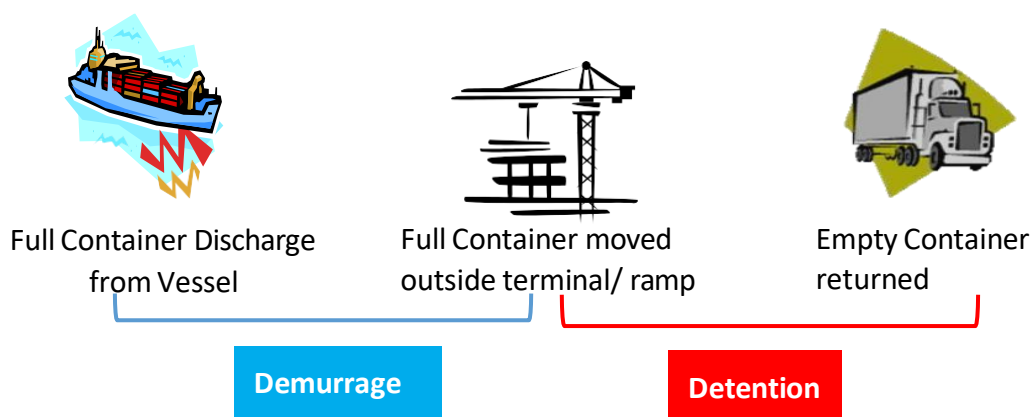 Full Container Discharge
from Vessel
Full Container moved
outside terminal/ ramp
Empty Container
returned
Demurrage
Detention